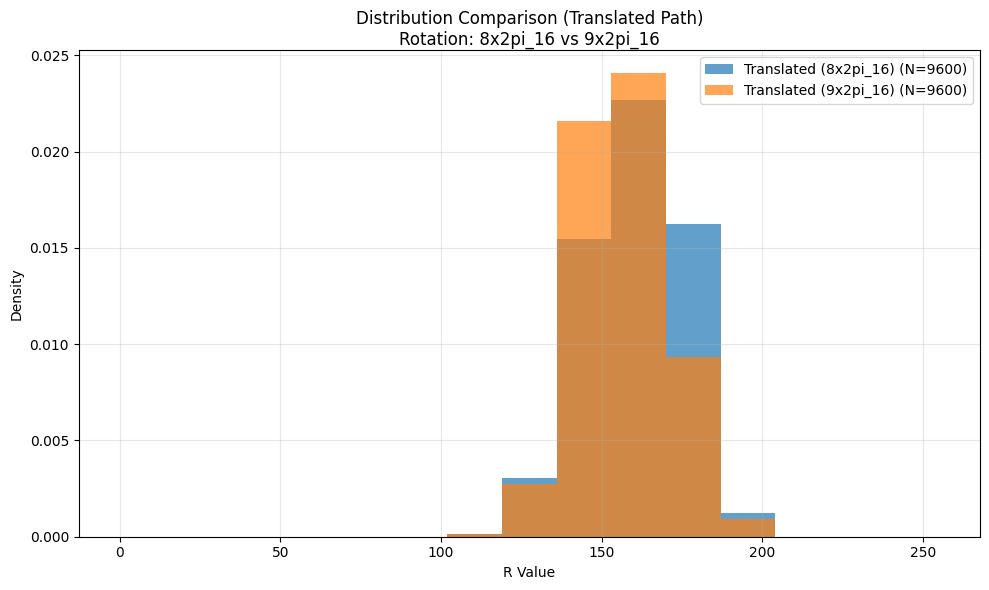 Distribution Comparison (Translated Path)
Rotation: 8x2pi_16 vs 9x2pi_16
Translated (8x2pi_16) (N=9600)
Translated (9x2pi_16) (N=9600)
0.025
0.020
0.015
0.010
0.005
0.000
Density
0 50 100 150 200 250
R Value